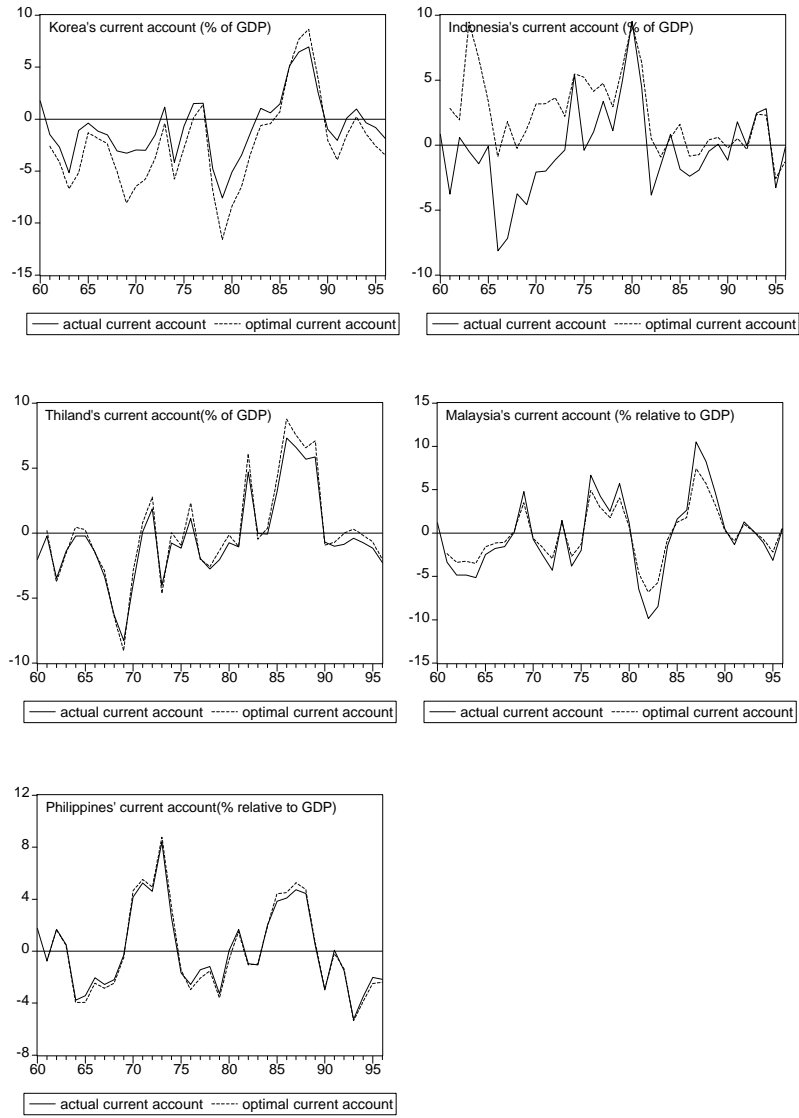 Korea's current account (% of GDP)
10
5
0
-5
-10
-15
60 65 70 75 80 85 90 95
actual current account optimal current account
Indonesia's current account (% of GDP)
10
5
0
-5
-10
60 65 70 75 80 85 90 95
actual current account optimal current account
Thiland's current account(% of GDP)
10
5
0
-5
-10
60 65 70 75 80 85 90 95
actual current account optimal current account
Malaysia's current account (% relative to GDP)
15
10
5
0
-5
-10
-15
60 65 70 75 80 85 90 95
actual current account optimal current account
Philippines' current account(% relative to GDP)
12
8
4
0
-4
-8
60 65 70 75 80 85 90 95
actual current account optimal current account